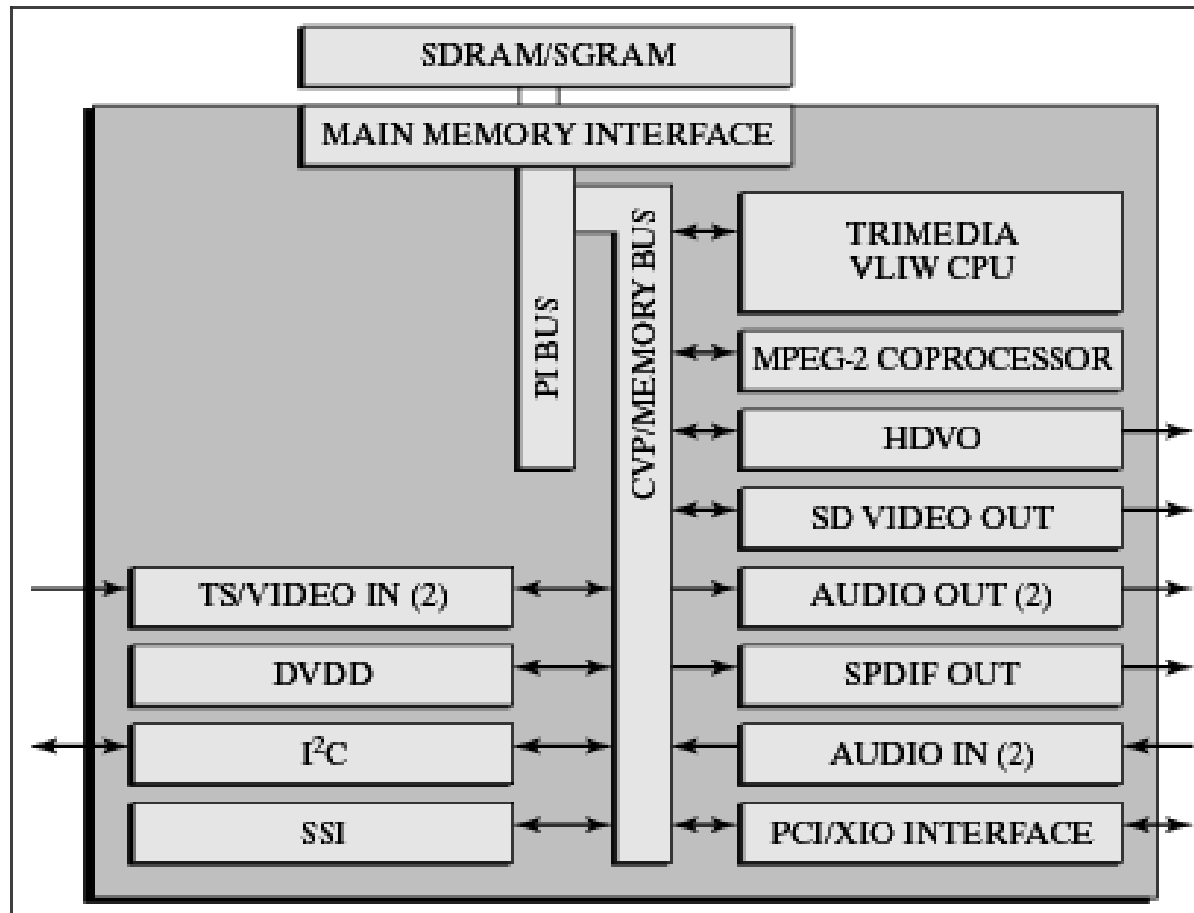 SDRAM/SGRAM
MAIN MEMORY INTERFACE
PI BUS
CVP/MEMORY BUS
TRIMEDIA
VLIW CPU
MPEG-2 COPROCESSOR
HDVO
SD VIDEO OUT
TS/VIDEO IN (2)
AUDIO OUT (2)
DVDD
SPDIF OUT
I²C
AUDIO IN (2)
SSI
PCI/XIO INTERFACE